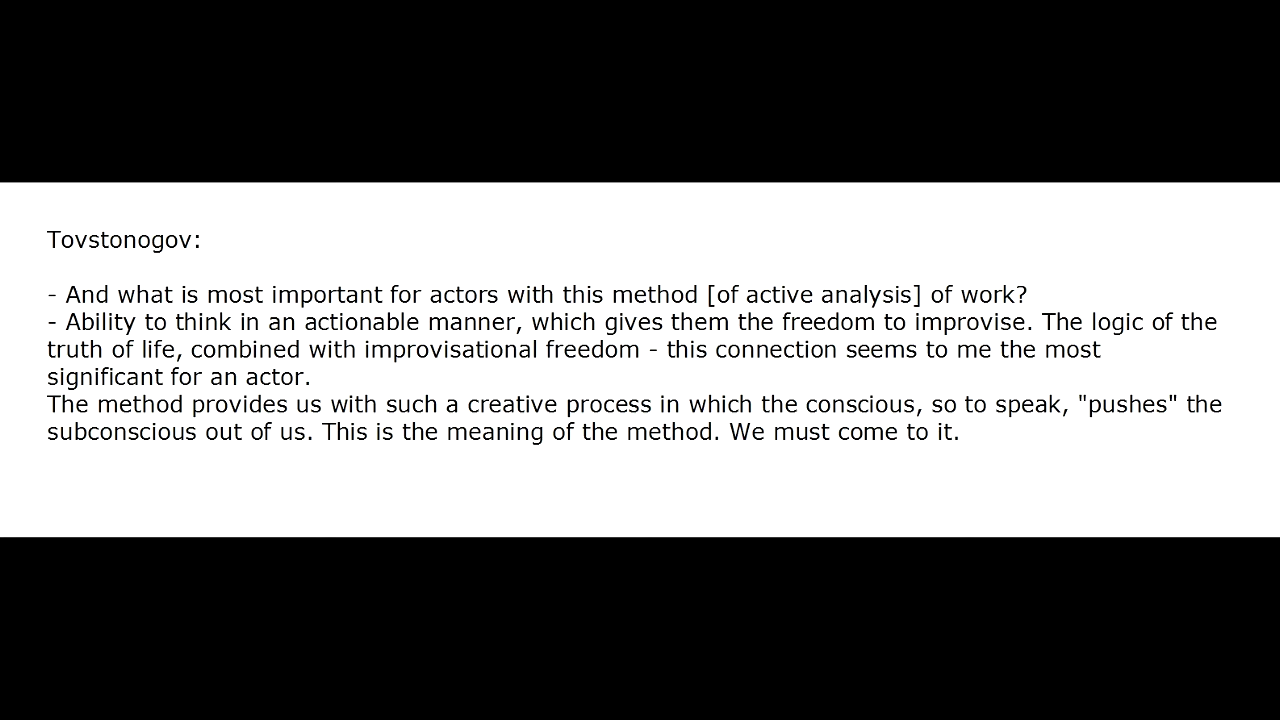 Tovstonogov:
- And what is most important for actors with this method [of active analysis] of work?
- Ability to think in an actionable manner, which gives them the freedom to improvise. The logic of the
truth of life, combined with improvisational freedom - this connection seems to me the most
significant for an actor.
The method provides us with such a creative process in which the conscious, so to speak, "pushes" the
subconscious out of us. This is the meaning of the method. We must come to it.